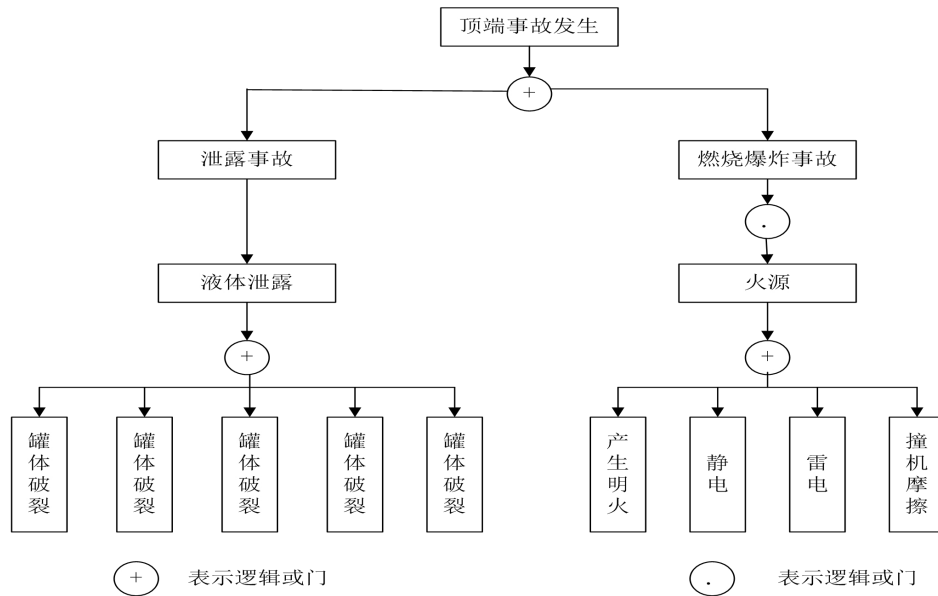 顶端事故发生
+
泄露事故
燃烧爆炸事故
.
液体泄露
火源
+
+
罐体破裂
罐体破裂
罐体破裂
罐体破裂
罐体破裂
产生明火
静电
雷电
撞机摩擦
+ 表示逻辑或门
. 表示逻辑或门